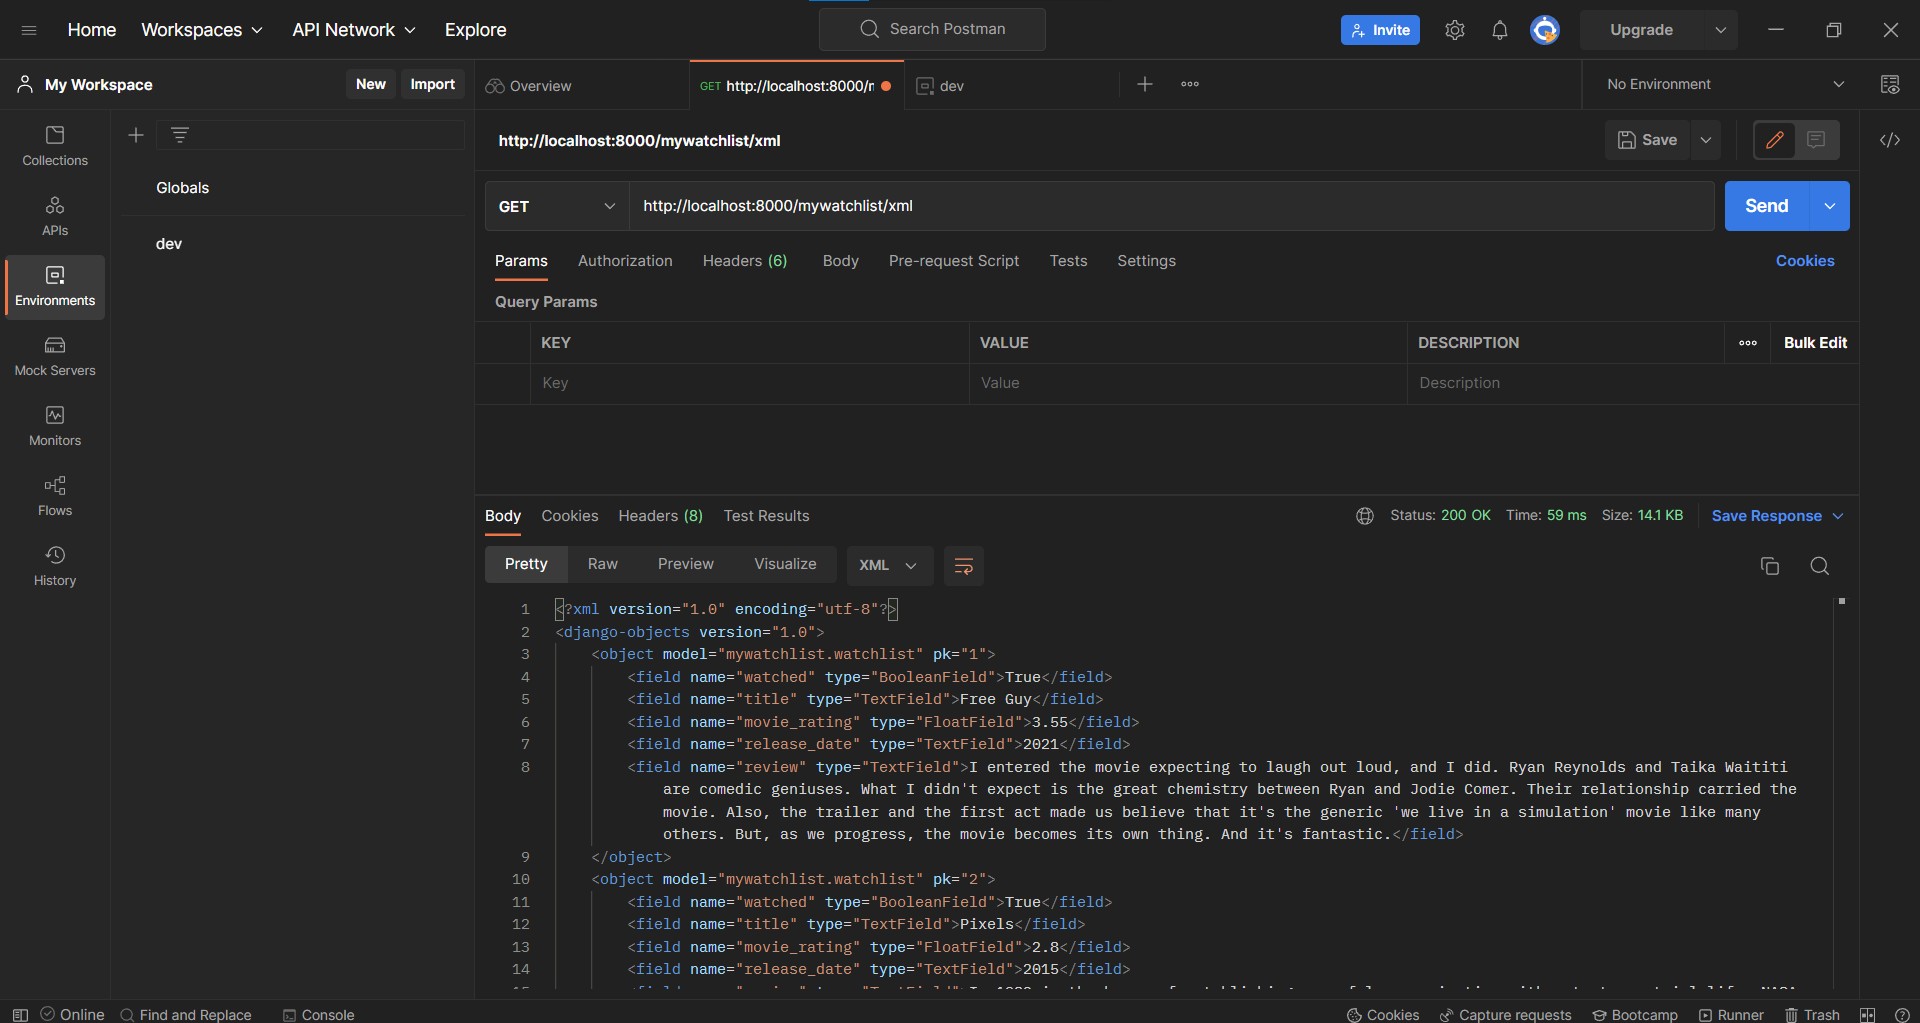 Home Workspaces API Network Explore Search Postman Invite Upgrade
My Workspace New Import Overview GET http://localhost:8000/r dev No Environment
Collections
APIs
Environments
Mock Servers
Monitors
Flows
History
Globals
dev
http://localhost:8000/mywatchlist/xml Save
GET http://localhost:8000/mywatchlist/xml Send
Params Authorization Headers (6) Body Pre-request Script Tests Settings Cookies
Query Params
KEY VALUE DESCRIPTION Bulk Edit
Key Value Description
Body Cookies Headers (8) Test Results Status: 200 OK Time: 59 ms Size: 14.1 KB Save Response
Pretty Raw Preview Visualize XML
1 <?xml version="1.0" encoding="utf-8"?>
2 <django-objects version="1.0">
3 <object model="mywatchlist.watchlist" pk="1">
4 <field name="watched" type="BooleanField">True</field>
5 <field name="title" type="TextField">Free Guy</field>
6 <field name="movie_rating" type="FloatField">3.55</field>
7 <field name="release_date" type="TextField">2021</field>
8 <field name="review" type="TextField">I entered the movie expecting to laugh out loud, and I did. Ryan Reynolds and Taika Waititi
are comedic geniuses. What I didn't expect is the great chemistry between Ryan and Jodie Comer. Their relationship carried the
movie. Also, the trailer and the first act made us believe that it's the generic 'we live in a simulation' movie like many
others. But, as we progress, the movie becomes its own thing. And it's fantastic.</field>
9 </object>
10 <object model="mywatchlist.watchlist" pk="2">
11 <field name="watched" type="BooleanField">True</field>
12 <field name="title" type="TextField">Pixels</field>
13 <field name="movie_rating" type="FloatField">2.8</field>
14 <field name="release_date" type="TextField">2015</field>
Online Find and Replace Console Cookies Capture requests Bootcamp Runner Trash